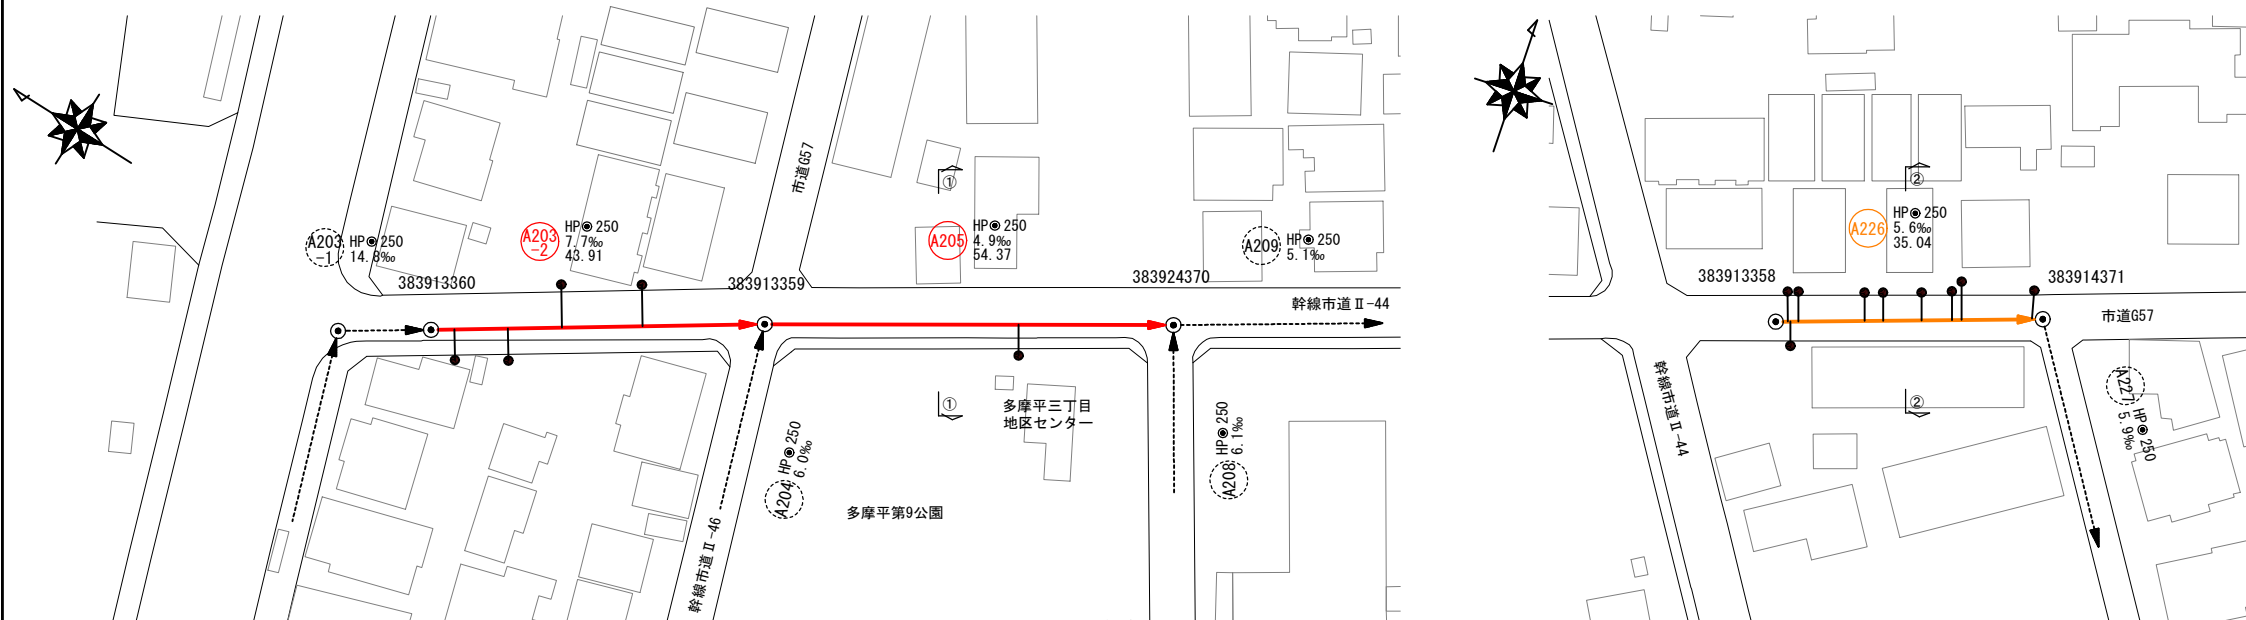 市道G57
①
A203
-1
HP 250
14.8‰
A203
-2
HP 250
7.7‰
43.91
A205
HP 250
4.9‰
54.37
A209
HP 250
5.1‰
383913360
383913359
383924370
幹線市道Ⅱ-44
①
多摩平三丁目
地区センター
A204
HP 250
6.0‰
A208
HP 250
6.1‰
多摩平第9公園
幹線市道Ⅱ-46
②
A226
HP 250
5.6‰
35.04
383913358
383914371
市道G57
幹線市道Ⅱ-44
②
A227
HP 250
5.9‰